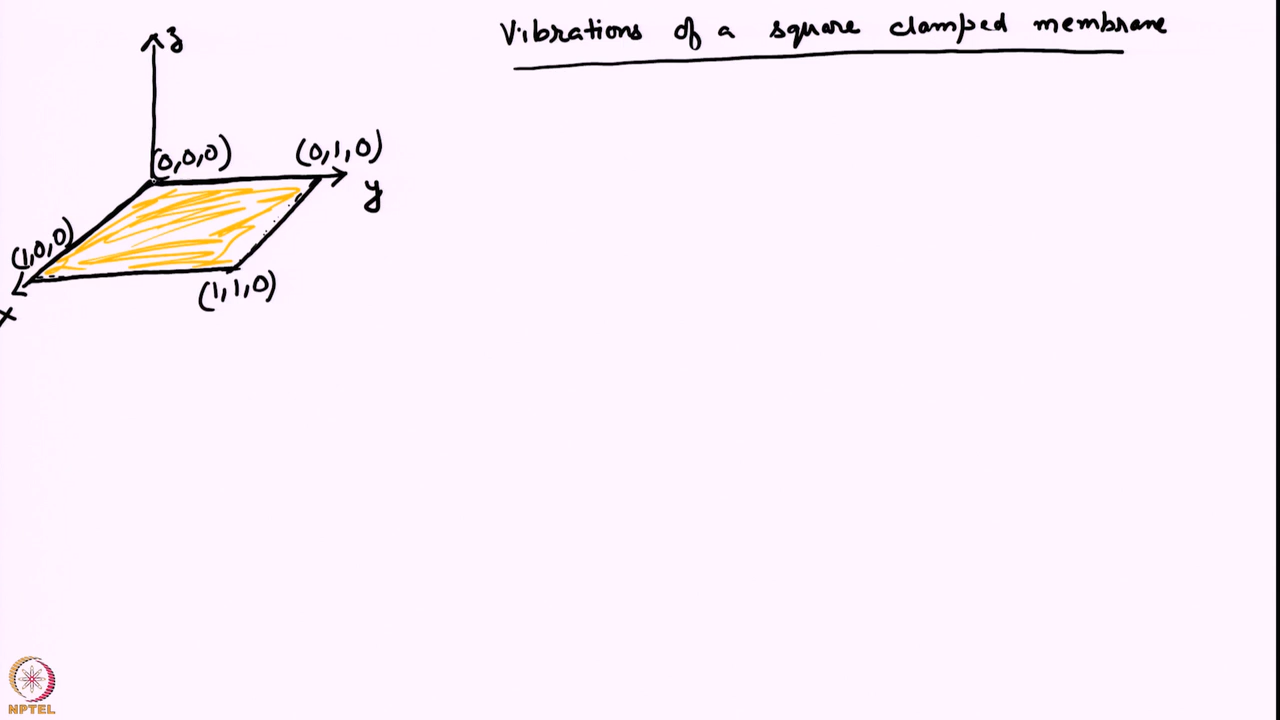 Vibrations of a square clamped membrane
z
(0,0,0)
(0,1,0)
y
(1,0,0)
(1,1,0)
x
NPTEL